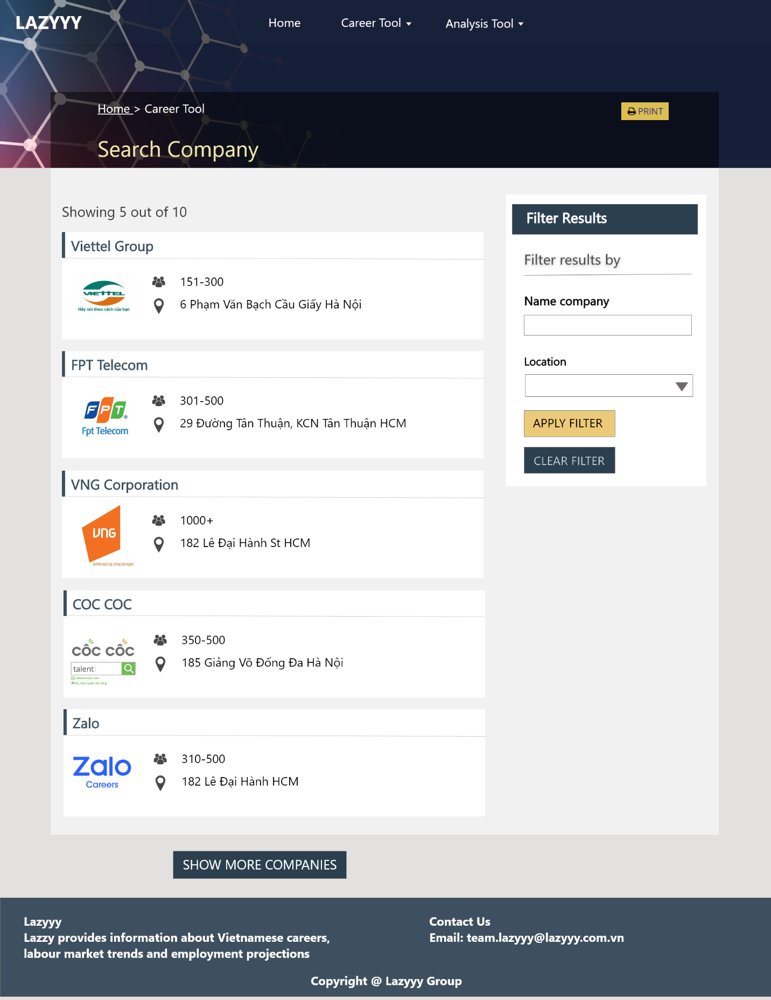 LAZYYY
Home
Career Tool
Analysis Tool
Home > Career Tool
PRINT
Search Company
Showing 5 out of 10
Viettel Group
VIETTEL
Hãy nói theo cách của bạn
151-300
6 Phạm Văn Bạch Cầu Giấy Hà Nội
FPT Telecom
FPT
Fpt Telecom
301-500
29 Đường Tân Thuận, KCN Tân Thuận HCM
VNG Corporation
VNG
embracing challenges
1000+
182 Lê Đại Hành St HCM
COC COC
cốc cốc
talent
350-500
185 Giảng Võ Đống Đa Hà Nội
Zalo
Zalo
Careers
310-500
182 Lê Đại Hành HCM
Filter Results
Filter results by
Name company
Location
APPLY FILTER
CLEAR FILTER
SHOW MORE COMPANIES
Lazyyy
Lazzy provides information about Vietnamese careers,
labour market trends and employment projections
Contact Us
Email: team.lazyyy@lazyyy.com.vn
Copyright @ Lazyyy Group